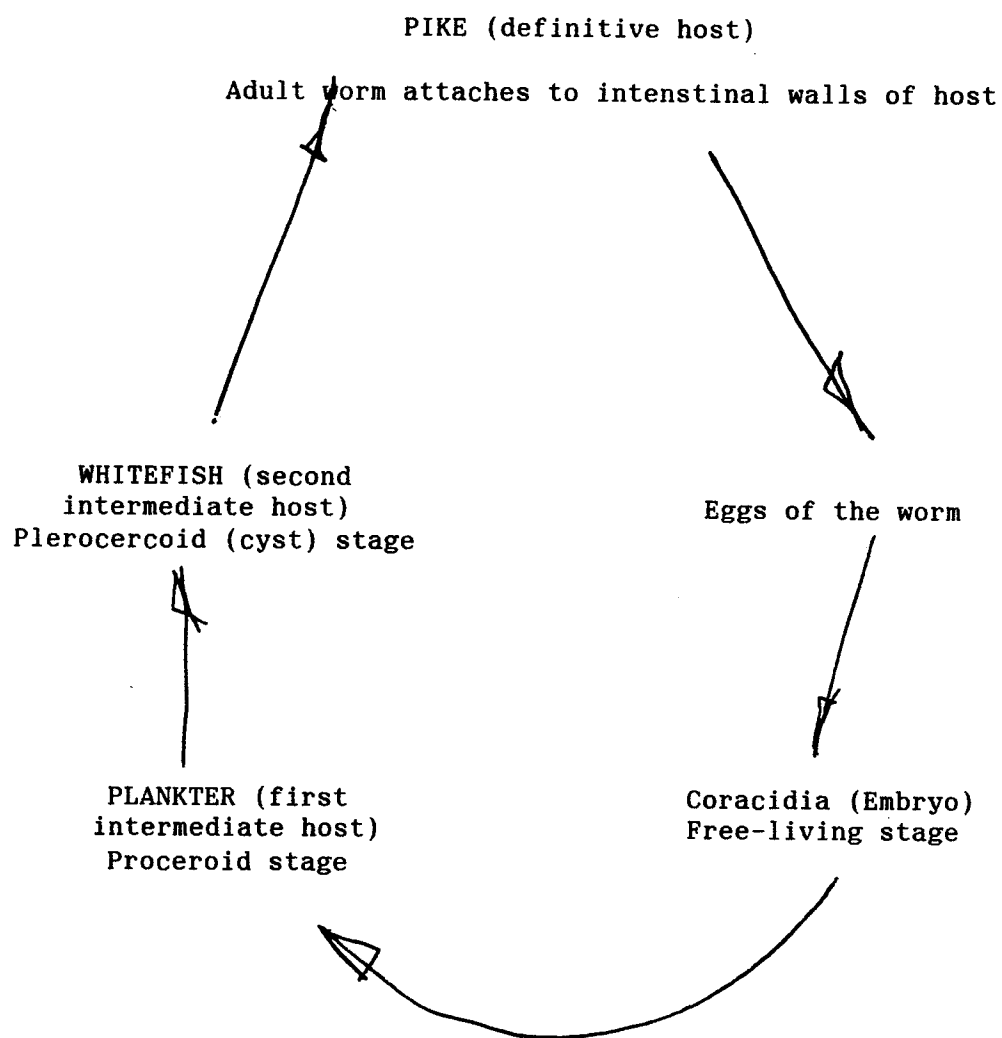 PIKE (definitive host)
Adult worm attaches to intenstinal walls of host
WHITEFISH (second
intermediate host)
Plerocercoid (cyst) stage
Eggs of the worm
PLANKTER (first
intermediate host)
Proceroid stage
Coracidia (Embryo)
Free-living stage